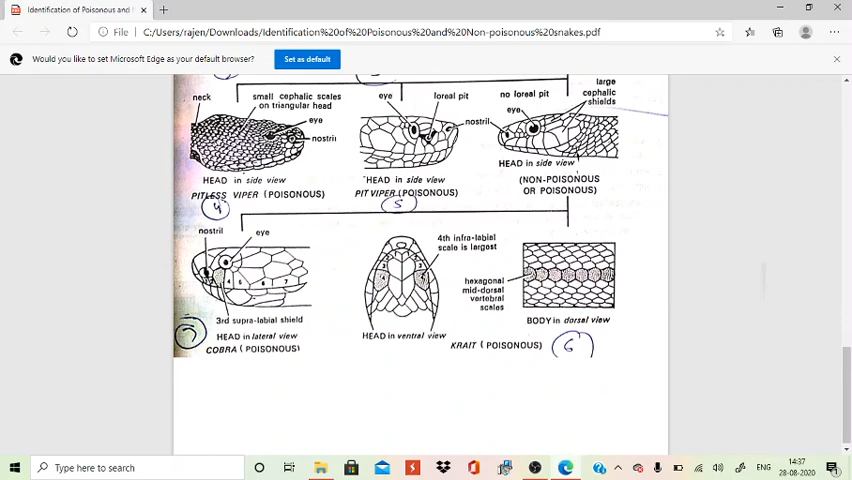 Identification of Poisonous and
File
C:/Users/rajen/Downloads/Identification%20of%20Poisonous%20and%20Non-poisonous%20snakes.pdf
Would you like to set Microsoft Edge as your default browser?
Set as default
neck
small cephalic scales
on triangular head
eye
nostril
eye
loreal pit
nostril
no loreal pit
eye
large
cephalic
shields
HEAD in side view
PITLESS VIPER (POISONOUS)
4
HEAD in side view
PIT VIPER (POISONOUS)
5
HEAD in side view
(NON-POISONOUS
OR POISONOUS)
nostril
eye
4 5 6 7
3rd supra-labial shield
HEAD in lateral view
COBRA (POISONOUS)
4th infra-labial
scale is largest
HEAD in ventral view
hexagonal
mid-dorsal
vertebral
scales
BODY in dorsal view
KRAIT (POISONOUS)
6
Type here to search
ENG
14:37
28-08-2020